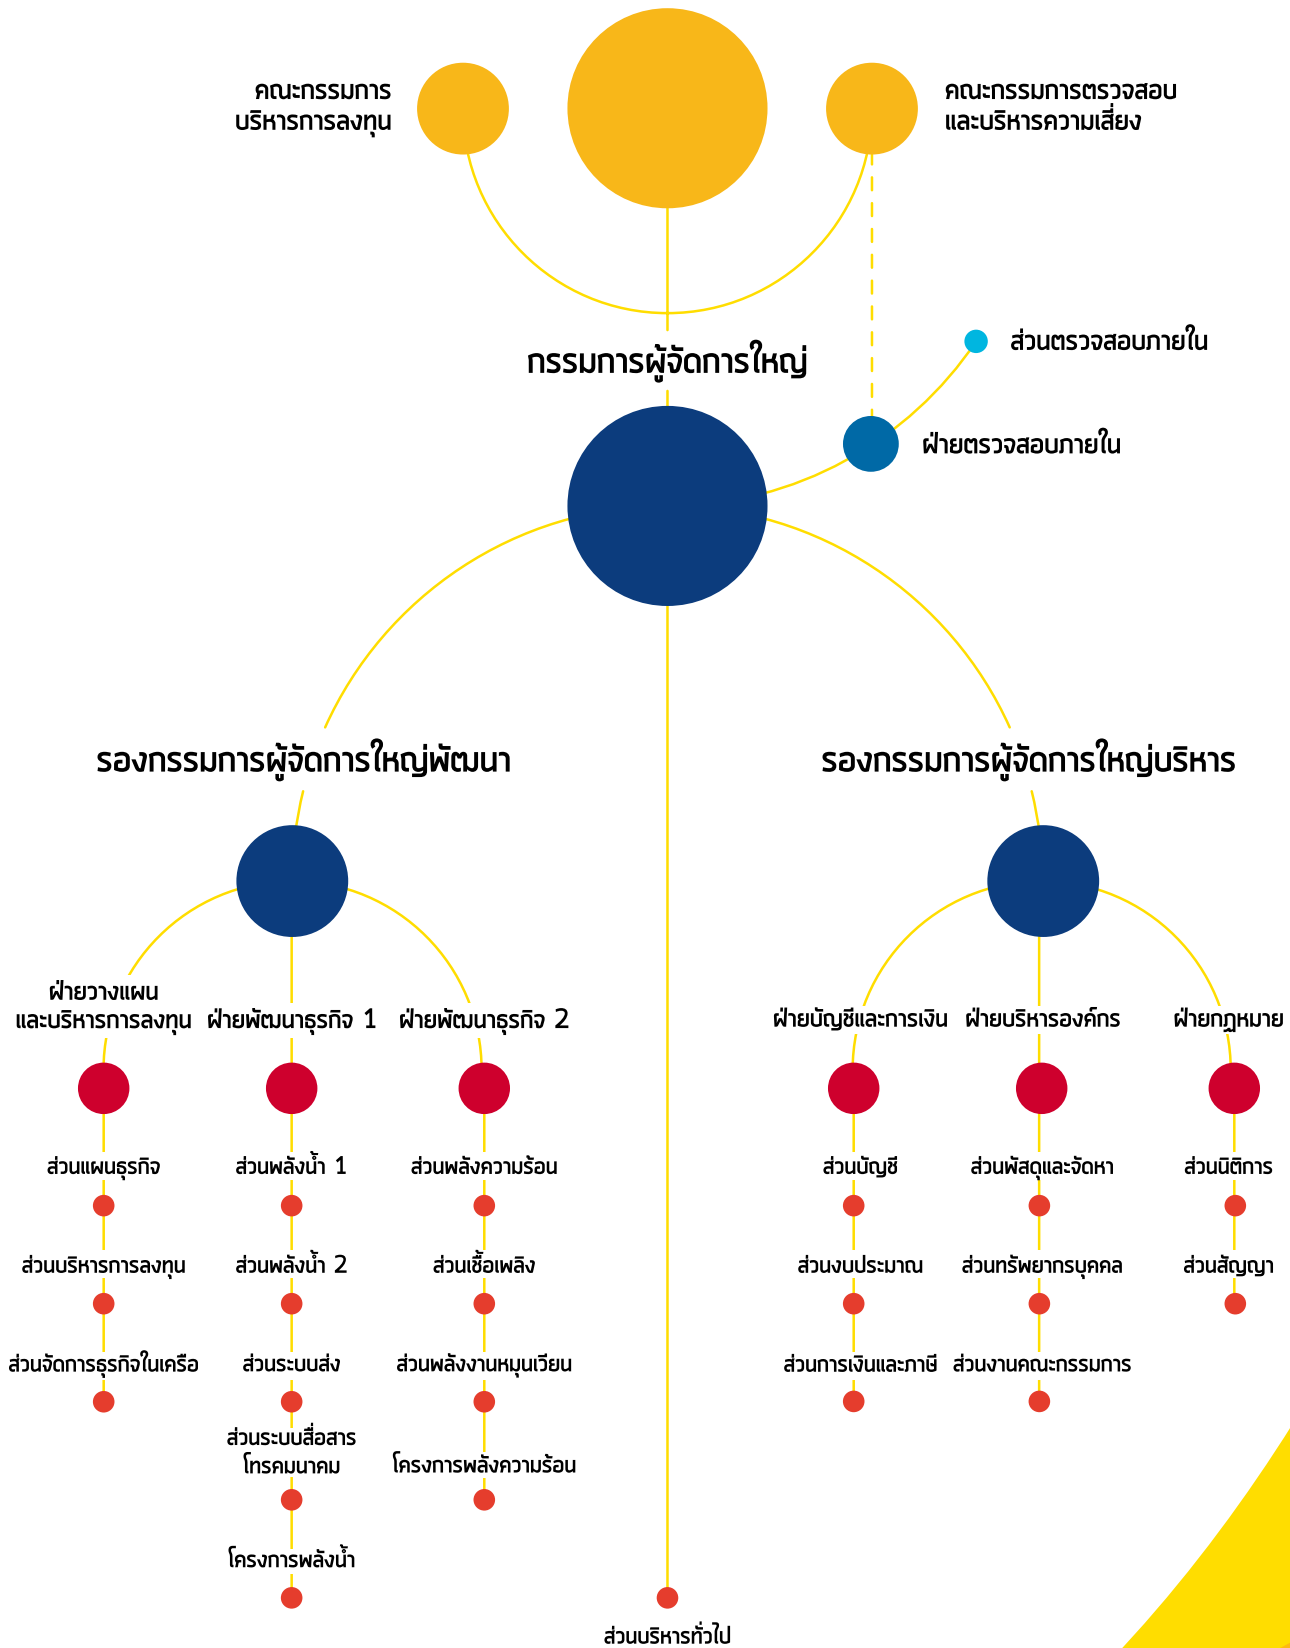 คณะกรรมการ
บริหารการลงทุน
คณะกรรมการตรวจสอบ
และบริหารความเสี่ยง
กรรมการผู้จัดการใหญ่
ส่วนตรวจสอบภายใน
ฝ่ายตรวจสอบภายใน
รองกรรมการผู้จัดการใหญ่พัฒนา
รองกรรมการผู้จัดการใหญ่บริหาร
ฝ่ายวางแผน
และบริหารการลงทุน
ฝ่ายพัฒนาธุรกิจ 1
ฝ่ายพัฒนาธุรกิจ 2
ฝ่ายบัญชีและการเงิน
ฝ่ายบริหารองค์กร
ฝ่ายกฎหมาย
ส่วนแผนธุรกิจ
ส่วนพลังน้ำ 1
ส่วนพลังความร้อน
ส่วนบัญชี
ส่วนพัสดุและจัดหา
ส่วนนิติการ
ส่วนบริหารการลงทุน
ส่วนพลังน้ำ 2
ส่วนเชื้อเพลิง
ส่วนงบประมาณ
ส่วนทรัพยากรบุคคล
ส่วนสัญญา
ส่วนจัดการธุรกิจในเครือ
ส่วนระบบส่ง
ส่วนพลังงานหมุนเวียน
ส่วนการเงินและภาษี
ส่วนงานคณะกรรมการ
ส่วนระบบสื่อสาร
โทรคมนาคม
โครงการพลังความร้อน
โครงการพลังน้ำ
ส่วนบริหารทั่วไป